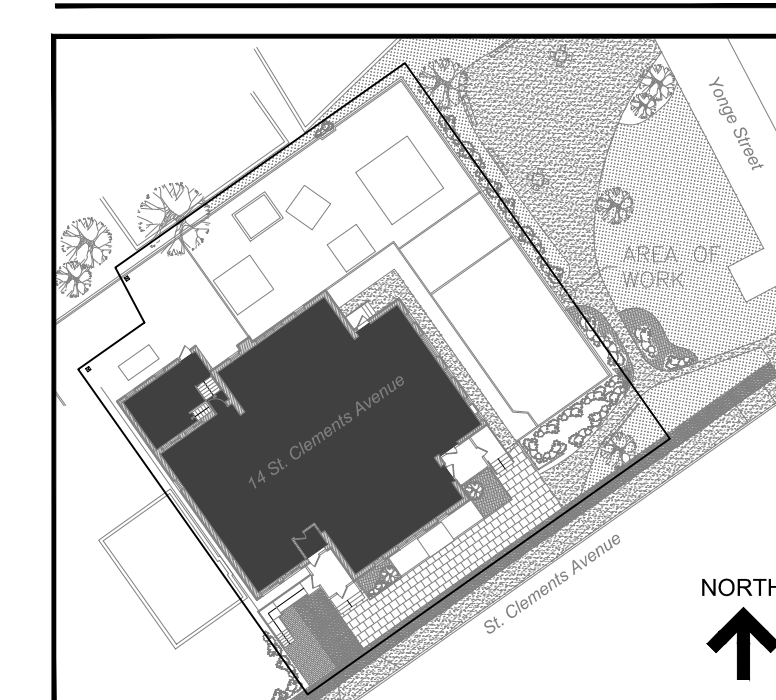 Yonge Street
AREA OF
WORK
14 St. Clements Avenue
St. Clements Avenue
NORTH